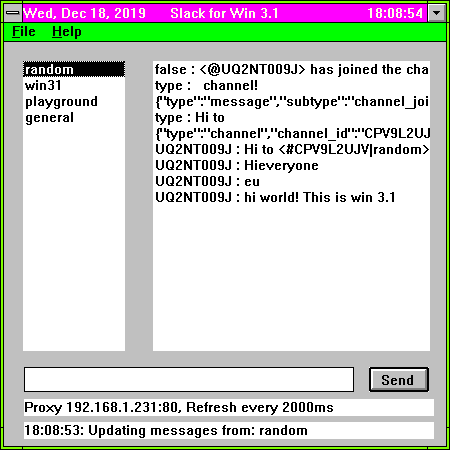 Wed, Dec 18, 2019 Slack for Win 3.1 18:08:54
File Help
random
win31
playground
general
false : <@UQ2NT009J> has joined the cha
type : channel!
{"type":"message","subtype":"channel_joi
type : Hi to
{"type":"channel","channel_id":"CPV9L2UJ
UQ2NT009J : Hi to <#CPV9L2UJV|random>
UQ2NT009J : Hieveryone
UQ2NT009J : eu
UQ2NT009J : hi world! This is win 3.1
Send
Proxy 192.168.1.231:80, Refresh every 2000ms
18:08:53: Updating messages from: random